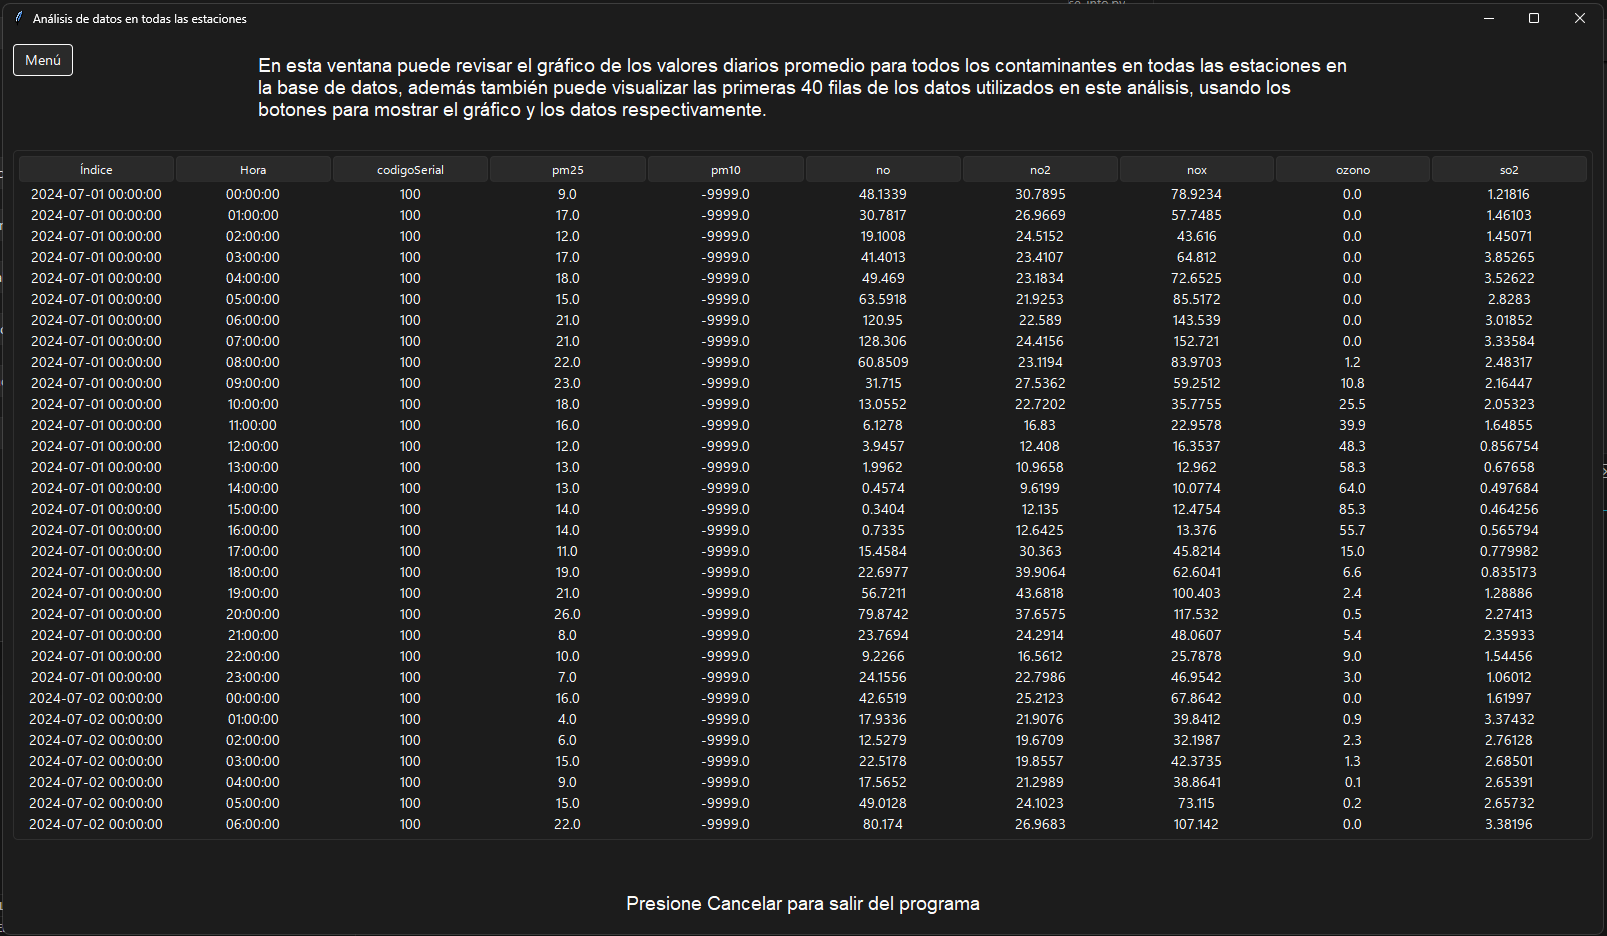 Análisis de datos en todas las estaciones
Menú
En esta ventana puede revisar el gráfico de los valores diarios promedio para todos los contaminantes en todas las estaciones en
la base de datos, además también puede visualizar las primeras 40 filas de los datos utilizados en este análisis, usando los
botones para mostrar el gráfico y los datos respectivamente.
Índice Hora codigoSerial pm25 pm10 no no2 nox ozono so2
2024-07-01 00:00:00 00:00:00 100 9.0 -9999.0 48.1339 30.7895 78.9234 0.0 1.21816
2024-07-01 00:00:00 01:00:00 100 17.0 -9999.0 30.7817 26.9669 57.7485 0.0 1.46103
2024-07-01 00:00:00 02:00:00 100 12.0 -9999.0 19.1008 24.5152 43.616 0.0 1.45071
2024-07-01 00:00:00 03:00:00 100 17.0 -9999.0 41.4013 23.4107 64.812 0.0 3.85265
2024-07-01 00:00:00 04:00:00 100 18.0 -9999.0 49.469 23.1834 72.6525 0.0 3.52622
2024-07-01 00:00:00 05:00:00 100 15.0 -9999.0 63.5918 21.9253 85.5172 0.0 2.8283
2024-07-01 00:00:00 06:00:00 100 21.0 -9999.0 120.95 22.589 143.539 0.0 3.01852
2024-07-01 00:00:00 07:00:00 100 21.0 -9999.0 128.306 24.4156 152.721 0.0 3.33584
2024-07-01 00:00:00 08:00:00 100 22.0 -9999.0 60.8509 23.1194 83.9703 1.2 2.48317
2024-07-01 00:00:00 09:00:00 100 23.0 -9999.0 31.715 27.5362 59.2512 10.8 2.16447
2024-07-01 00:00:00 10:00:00 100 18.0 -9999.0 13.0552 22.7202 35.7755 25.5 2.05323
2024-07-01 00:00:00 11:00:00 100 16.0 -9999.0 6.1278 16.83 22.9578 39.9 1.64855
2024-07-01 00:00:00 12:00:00 100 12.0 -9999.0 3.9457 12.408 16.3537 48.3 0.856754
2024-07-01 00:00:00 13:00:00 100 13.0 -9999.0 1.9962 10.9658 12.962 58.3 0.67658
2024-07-01 00:00:00 14:00:00 100 13.0 -9999.0 0.4574 9.6199 10.0774 64.0 0.497684
2024-07-01 00:00:00 15:00:00 100 14.0 -9999.0 0.3404 12.135 12.4754 85.3 0.464256
2024-07-01 00:00:00 16:00:00 100 14.0 -9999.0 0.7335 12.6425 13.376 55.7 0.565794
2024-07-01 00:00:00 17:00:00 100 11.0 -9999.0 15.4584 30.363 45.8214 15.0 0.779982
2024-07-01 00:00:00 18:00:00 100 19.0 -9999.0 22.6977 39.9064 62.6041 6.6 0.835173
2024-07-01 00:00:00 19:00:00 100 21.0 -9999.0 56.7211 43.6818 100.403 2.4 1.28886
2024-07-01 00:00:00 20:00:00 100 26.0 -9999.0 79.8742 37.6575 117.532 0.5 2.27413
2024-07-01 00:00:00 21:00:00 100 8.0 -9999.0 23.7694 24.2914 48.0607 5.4 2.35933
2024-07-01 00:00:00 22:00:00 100 10.0 -9999.0 9.2266 16.5612 25.7878 9.0 1.54456
2024-07-01 00:00:00 23:00:00 100 7.0 -9999.0 24.1556 22.7986 46.9542 3.0 1.06012
2024-07-02 00:00:00 00:00:00 100 16.0 -9999.0 42.6519 25.2123 67.8642 0.0 1.61997
2024-07-02 00:00:00 01:00:00 100 4.0 -9999.0 17.9336 21.9076 39.8412 0.9 3.37432
2024-07-02 00:00:00 02:00:00 100 6.0 -9999.0 12.5279 19.6709 32.1987 2.3 2.76128
2024-07-02 00:00:00 03:00:00 100 15.0 -9999.0 22.5178 19.8557 42.3735 1.3 2.68501
2024-07-02 00:00:00 04:00:00 100 9.0 -9999.0 17.5652 21.2989 38.8641 0.1 2.65391
2024-07-02 00:00:00 05:00:00 100 15.0 -9999.0 49.0128 24.1023 73.115 0.2 2.65732
2024-07-02 00:00:00 06:00:00 100 22.0 -9999.0 80.174 26.9683 107.142 0.0 3.38196
Presione Cancelar para salir del programa